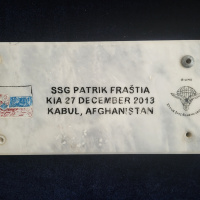 SSG PATRIK FRAŠTIA
KIA 27 DECEMBER 2013
KABUL, AFGHANISTAN